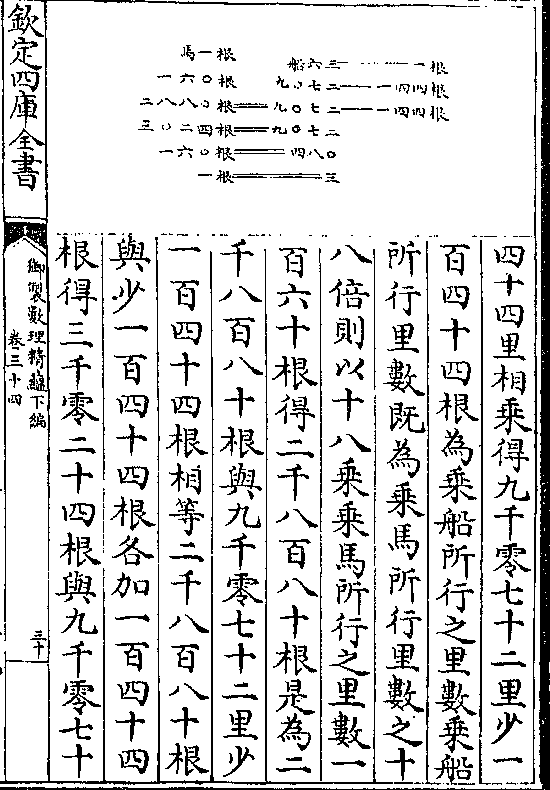 馬一根 船六三——一根
一六〇根 九〇七二——一四四根
二八八〇根══九〇七二——一四四根
三〇二四根══九〇七二
一六〇根══四八〇
一根══三
四十四里相乘得九千零七十二里少一
百四十四根為乘船所行之里數乘船
所行里數既為乘馬所行里數之十
八倍則以十八乘乘馬所行之里數一
百六十根得二千八百八十根是為二
千八百八十根與九千零七十二里少
一百四十四根相等二千八百八十根
與少一百四十四根各加一百四十四
根得三千零二十四根與九千零七十
欽定四庫全書
御製數理精蘊下編
卷三十四
三十